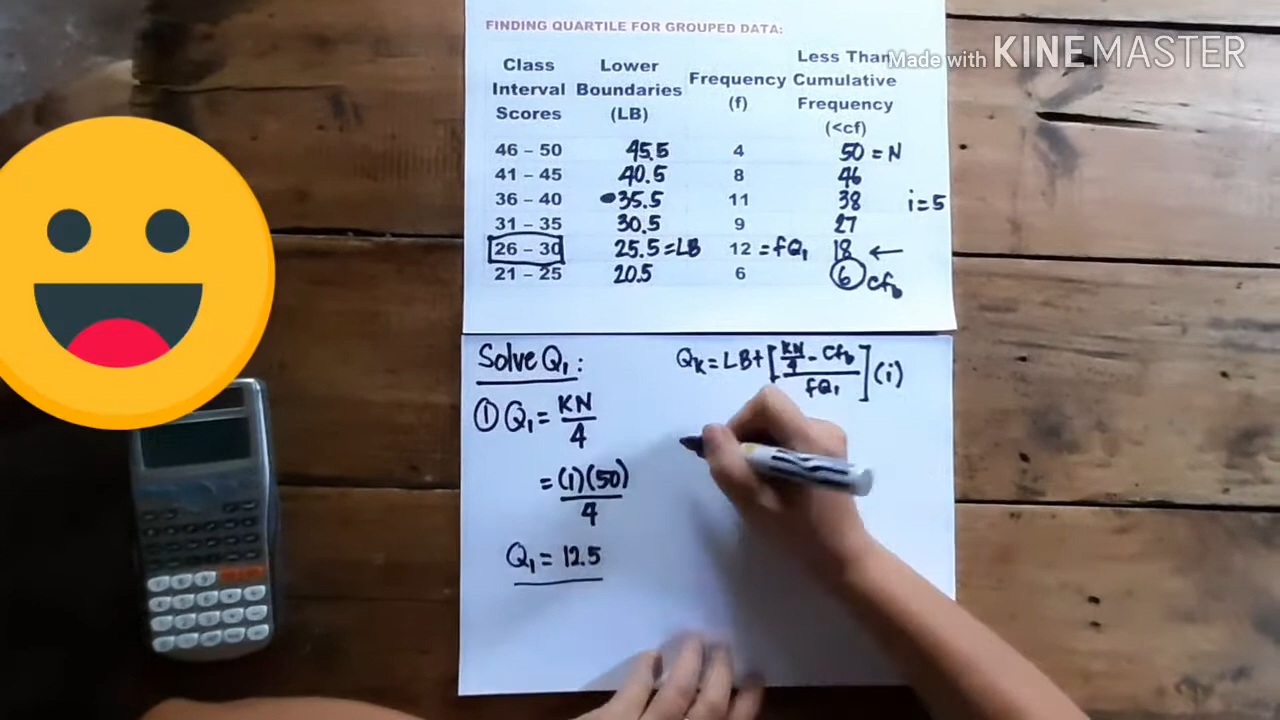 FINDING QUARTILE FOR GROUPED DATA:
Made with KINEMASTER
Class Interval Scores
Lower Boundaries (LB)
Frequency (f)
Less Than Cumulative Frequency (<cf)
46 – 50 45.5 4 50 = N
41 – 45 40.5 8 46
36 – 40 35.5 11 38 i = 5
31 – 35 30.5 9 27
26 – 30 25.5 = LB 12 = fQ₁ 18 ←
21 – 25 20.5 6 6 cfb
Solve Q₁:
Qk = LB + [KN/4 - cfb / fQ₁] (i)
① Q₁ = KN/4
= (1)(50)/4
Q₁ = 12.5